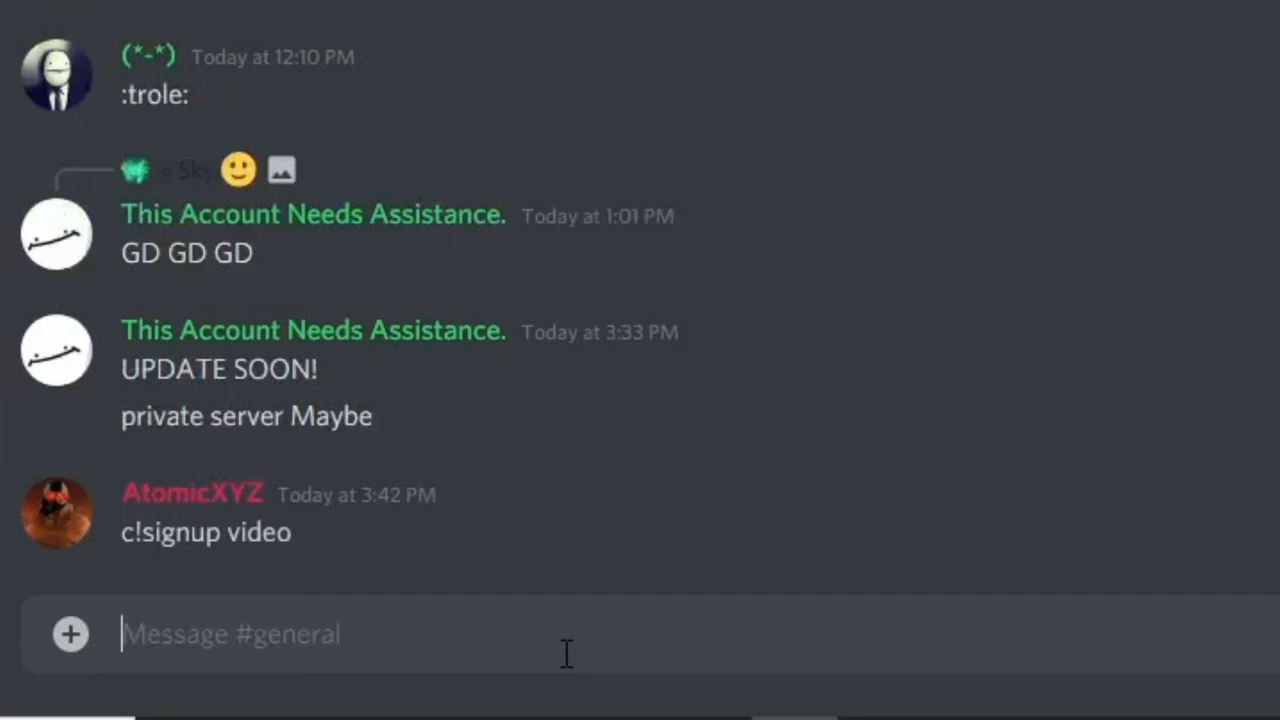 (*-*) Today at 12:10 PM
:trole:
This Account Needs Assistance. Today at 1:01 PM
GD GD GD
This Account Needs Assistance. Today at 3:33 PM
UPDATE SOON!
private server Maybe
AtomicXYZ Today at 3:42 PM
c!signup video
Message #general